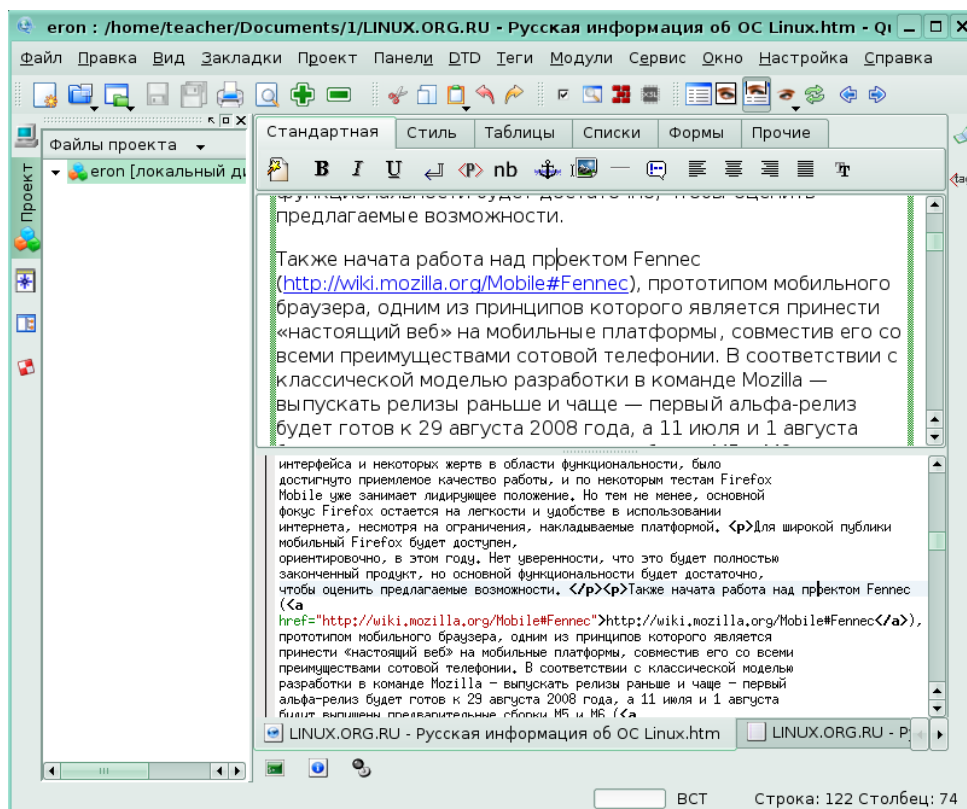 eron : /home/teacher/Documents/1/LINUX.ORG.RU - Русская информация об ОС Linux.htm - Qu
Файл Правка Вид Закладки Проект Панели DTD Теги Модули Сервис Окно Настройка Справка
Файлы проекта
Проект
eron [локальный ди
Стандартная Стиль Таблицы Списки Формы Прочие
B I U <P> nb
предлагаемые возможности.
Также начата работа над проектом Fennec
(http://wiki.mozilla.org/Mobile#Fennec), прототипом мобильного
браузера, одним из принципов которого является принести
«настоящий веб» на мобильные платформы, совместив его со
всеми преимуществами сотовой телефонии. В соответствии с
классической моделью разработки в команде Mozilla —
выпускать релизы раньше и чаще — первый альфа-релиз
будет готов к 29 августа 2008 года, а 11 июля и 1 августа
интерфейса и некоторых жертв в области функциональности, было
достигнуто приемлемое качество работы, и по некоторым тестам Firefox
Mobile уже занимает лидирующее положение. Но тем не менее, основной
фокус Firefox остается на легкости и удобстве в использовании
интернета, несмотря на ограничения, накладываемые платформой. <p>Для широкой публики
мобильный Firefox будет доступен,
ориентировочно, в этом году. Нет уверенности, что это будет полностью
законченный продукт, но основной функциональности будет достаточно,
чтобы оценить предлагаемые возможности. </p><p>Также начата работа над проектом Fennec
(<a
href="http://wiki.mozilla.org/Mobile#Fennec">http://wiki.mozilla.org/Mobile#Fennec</a>),
прототипом мобильного браузера, одним из принципов которого является
принести «настоящий веб» на мобильные платформы, совместив его со всеми
преимуществами сотовой телефонии. В соответствии с классической моделью
разработки в команде Mozilla — выпускать релизы раньше и чаще — первый
альфа-релиз будет готов к 29 августа 2008 года, а 11 июля и 1 августа
будут выпущены предварительные сборки M5 и M6 (<a
LINUX.ORG.RU - Русская информация об ОС Linux.htm LINUX.ORG.RU - Р
ВСТ Строка: 122 Столбец: 74